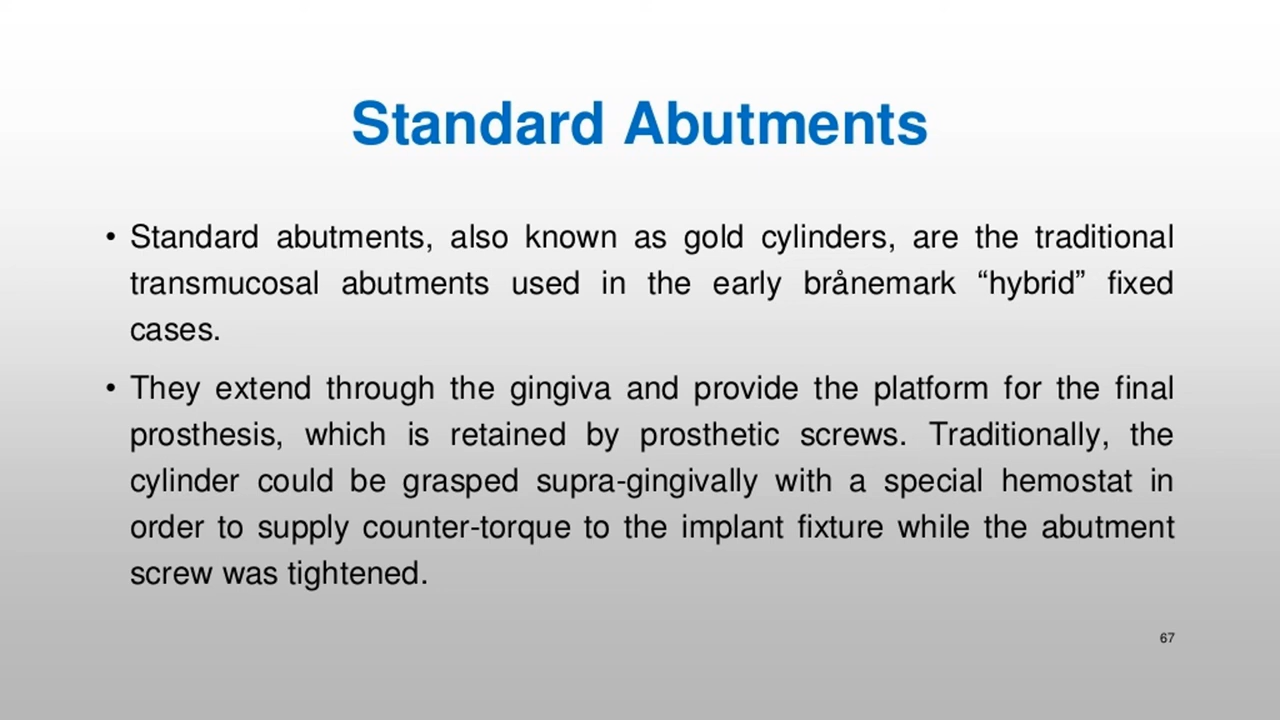 Standard Abutments
• Standard abutments, also known as gold cylinders, are the traditional
transmucosal abutments used in the early brånemark “hybrid” fixed
cases.
• They extend through the gingiva and provide the platform for the final
prosthesis, which is retained by prosthetic screws. Traditionally, the
cylinder could be grasped supra-gingivally with a special hemostat in
order to supply counter-torque to the implant fixture while the abutment
screw was tightened.
67